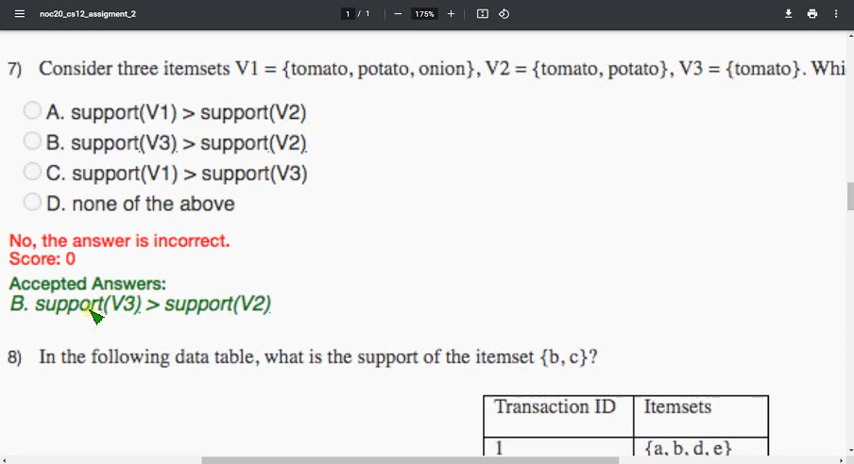 noc20_cs12_assigment_2
1 / 1
175%
7) Consider three itemsets V1 = {tomato, potato, onion}, V2 = {tomato, potato}, V3 = {tomato}. Whi
A. support(V1) > support(V2)
B. support(V3) > support(V2)
C. support(V1) > support(V3)
D. none of the above
No, the answer is incorrect.
Score: 0
Accepted Answers:
B. support(V3) > support(V2)
8) In the following data table, what is the support of the itemset {b, c}?
Transaction ID Itemsets
1 {a, b, d, e}